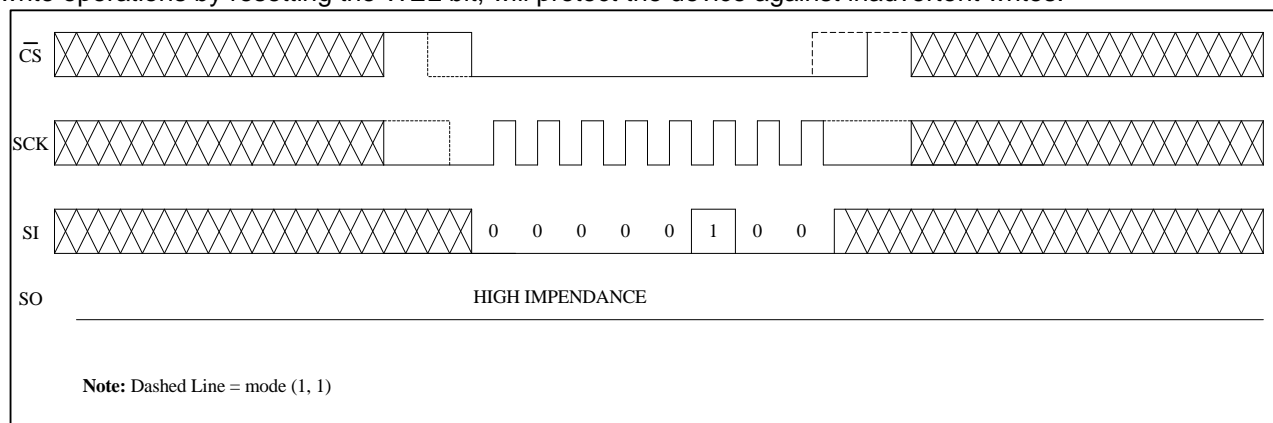 write operations by resetting the WEL bit, will protect the device against inadvertent writes.
CS
SCK
SI 0 0 0 0 0 1 0 0
SO HIGH IMPENDANCE
Note: Dashed Line = mode (1, 1)